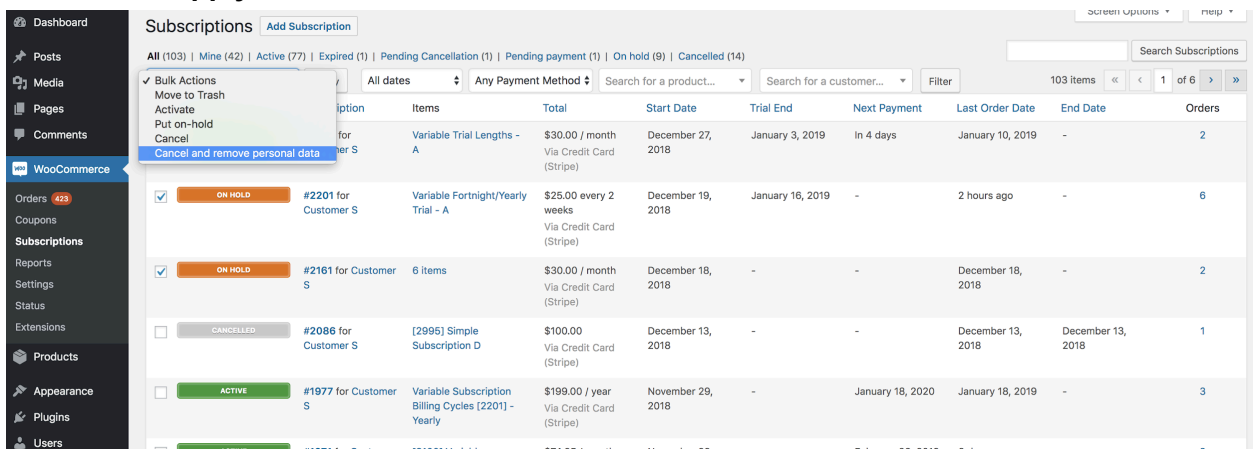 Dashboard
Posts
Media
Pages
Comments
WooCommerce
Orders 423
Coupons
Subscriptions
Reports
Settings
Status
Extensions
Products
Appearance
Plugins
Users
Screen Options Help
Subscriptions Add Subscription
All (103) | Mine (42) | Active (77) | Expired (1) | Pending Cancellation (1) | Pending payment (1) | On hold (9) | Cancelled (14)
Search Subscriptions
✓ Bulk Actions
Move to Trash
Activate
Put on-hold
Cancel
Cancel and remove personal data
All dates Any Payment Method Search for a product... Search for a customer... Filter 103 items « ‹ 1 of 6 › »
Items Total Start Date Trial End Next Payment Last Order Date End Date Orders
for Variable Trial Lengths - $30.00 / month December 27, January 3, 2019 In 4 days January 10, 2019 - 2
S A Via Credit Card 2018
(Stripe)
ON HOLD #2201 for Variable Fortnight/Yearly $25.00 every 2 December 19, January 16, 2019 - 2 hours ago - 6
Customer S Trial - A weeks 2018
Via Credit Card
(Stripe)
ON HOLD #2161 for Customer 6 items $30.00 / month December 18, - - December 18, - 2
S Via Credit Card 2018 2018
(Stripe)
CANCELLED #2086 for [2995] Simple $100.00 December 13, - - December 13, December 13, 1
Customer S Subscription D Via Credit Card 2018 2018 2018
(Stripe)
ACTIVE #1977 for Customer Variable Subscription $199.00 / year November 29, - January 18, 2020 January 18, 2019 - 3
S Billing Cycles [2201] - Via Credit Card 2018
Yearly (Stripe)